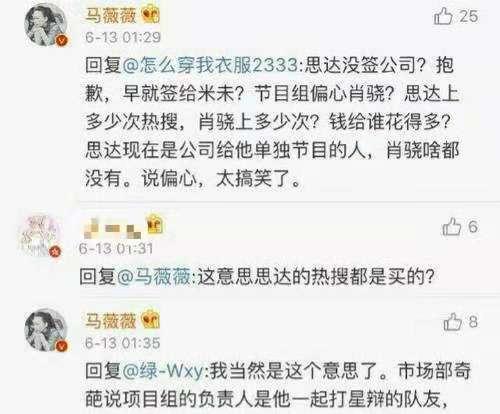 马薇薇
25
6-13 01:29
回复@怎么穿我衣服2333:思达没签公司？抱
歉，早就签给米未？节目组偏心肖骁？思达上
多少次热搜，肖骁上多少次？钱给谁花得多？
思达现在是公司给他单独节目的人，肖骁啥都
没有。说偏心，太搞笑了。
6
6-13 01:31
回复@马薇薇:这意思思达的热搜都是买的？
马薇薇
8
6-13 01:35
回复@绿-Wxy:我当然是这个意思了。市场部奇
葩说项目组的负责人是他一起打星辩的队友，